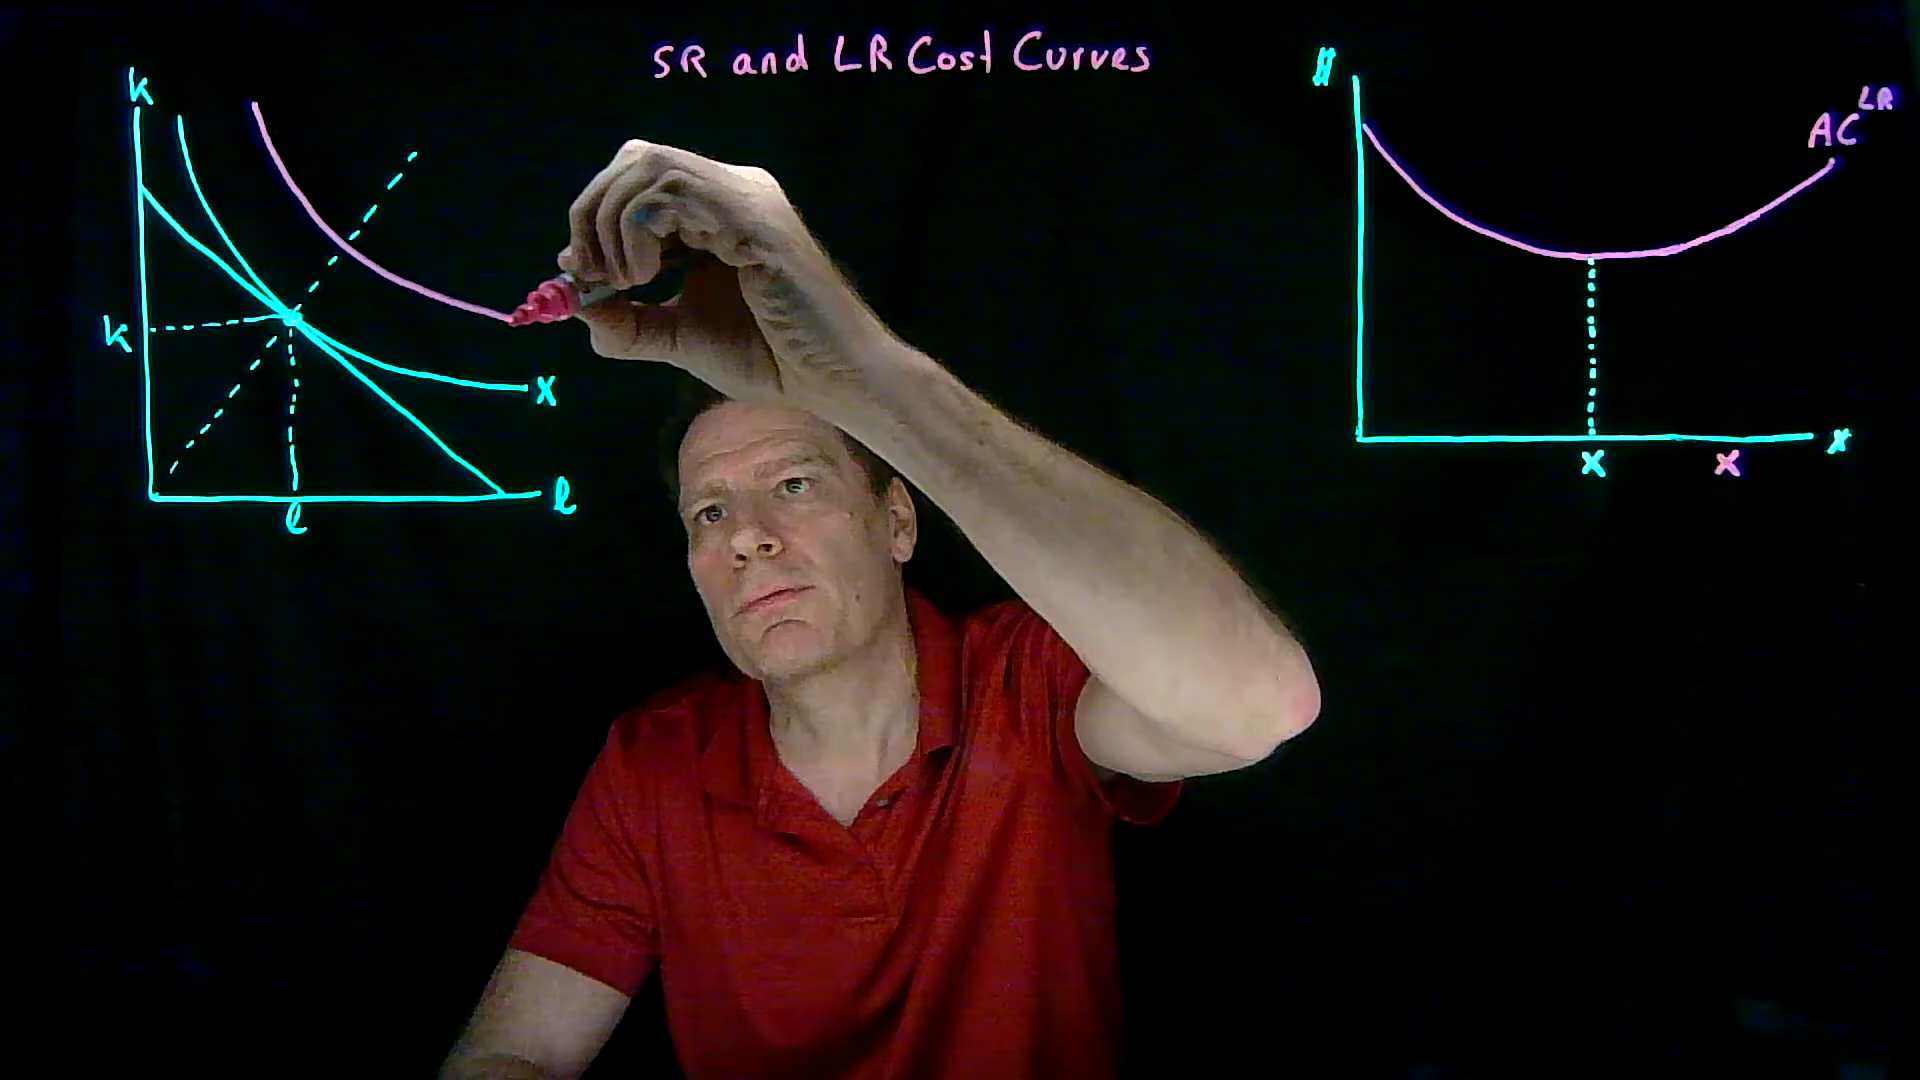 SR and LR Cost Curves
k
k
x
l
l
$
AC^LR
x
x
x